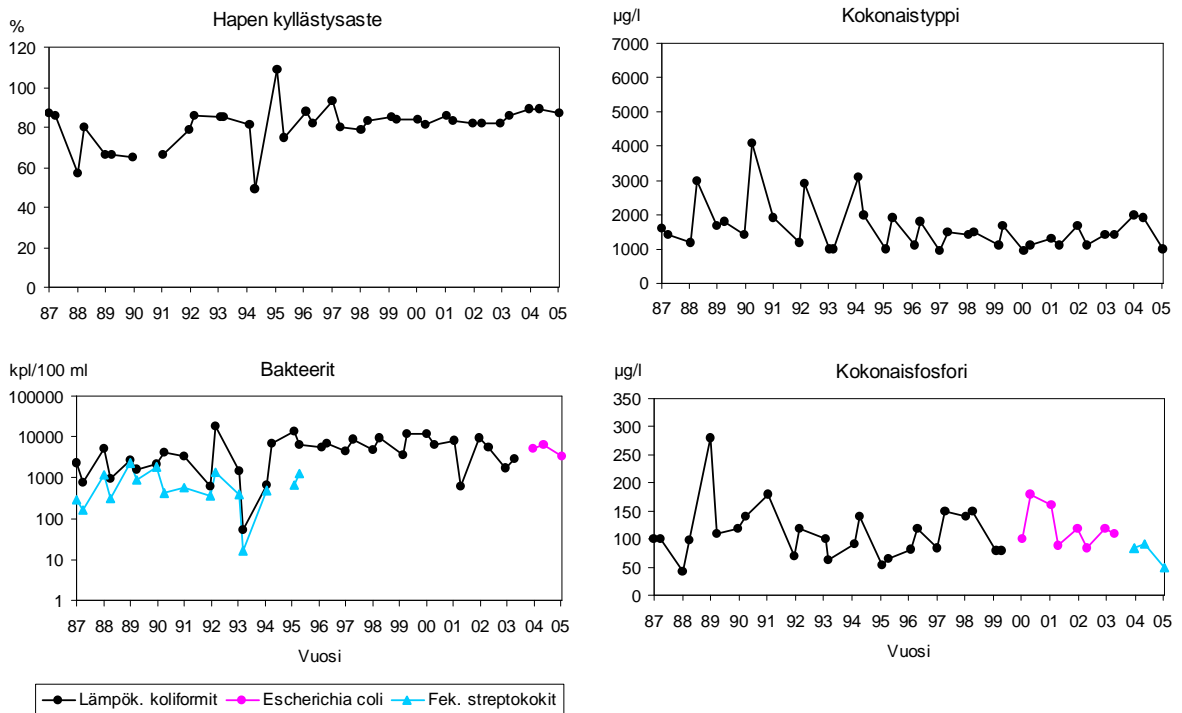 Hapen kyllästysaste
%
120
100
80
60
40
20
0
87 88 89 90 91 92 93 94 95 96 97 98 99 00 01 02 03 04 05
Kokonaistyppi
µg/l
7000
6000
5000
4000
3000
2000
1000
0
87 88 89 90 91 92 93 94 95 96 97 98 99 00 01 02 03 04 05
Bakteerit
kpl/100 ml
100000
10000
1000
100
10
1
87 88 89 90 91 92 93 94 95 96 97 98 99 00 01 02 03 04 05
Vuosi
Kokonaisfosfori
µg/l
350
300
250
200
150
100
50
0
87 88 89 90 91 92 93 94 95 96 97 98 99 00 01 02 03 04 05
Vuosi
Lämpök. koliformit Escherichia coli Fek. streptokokit